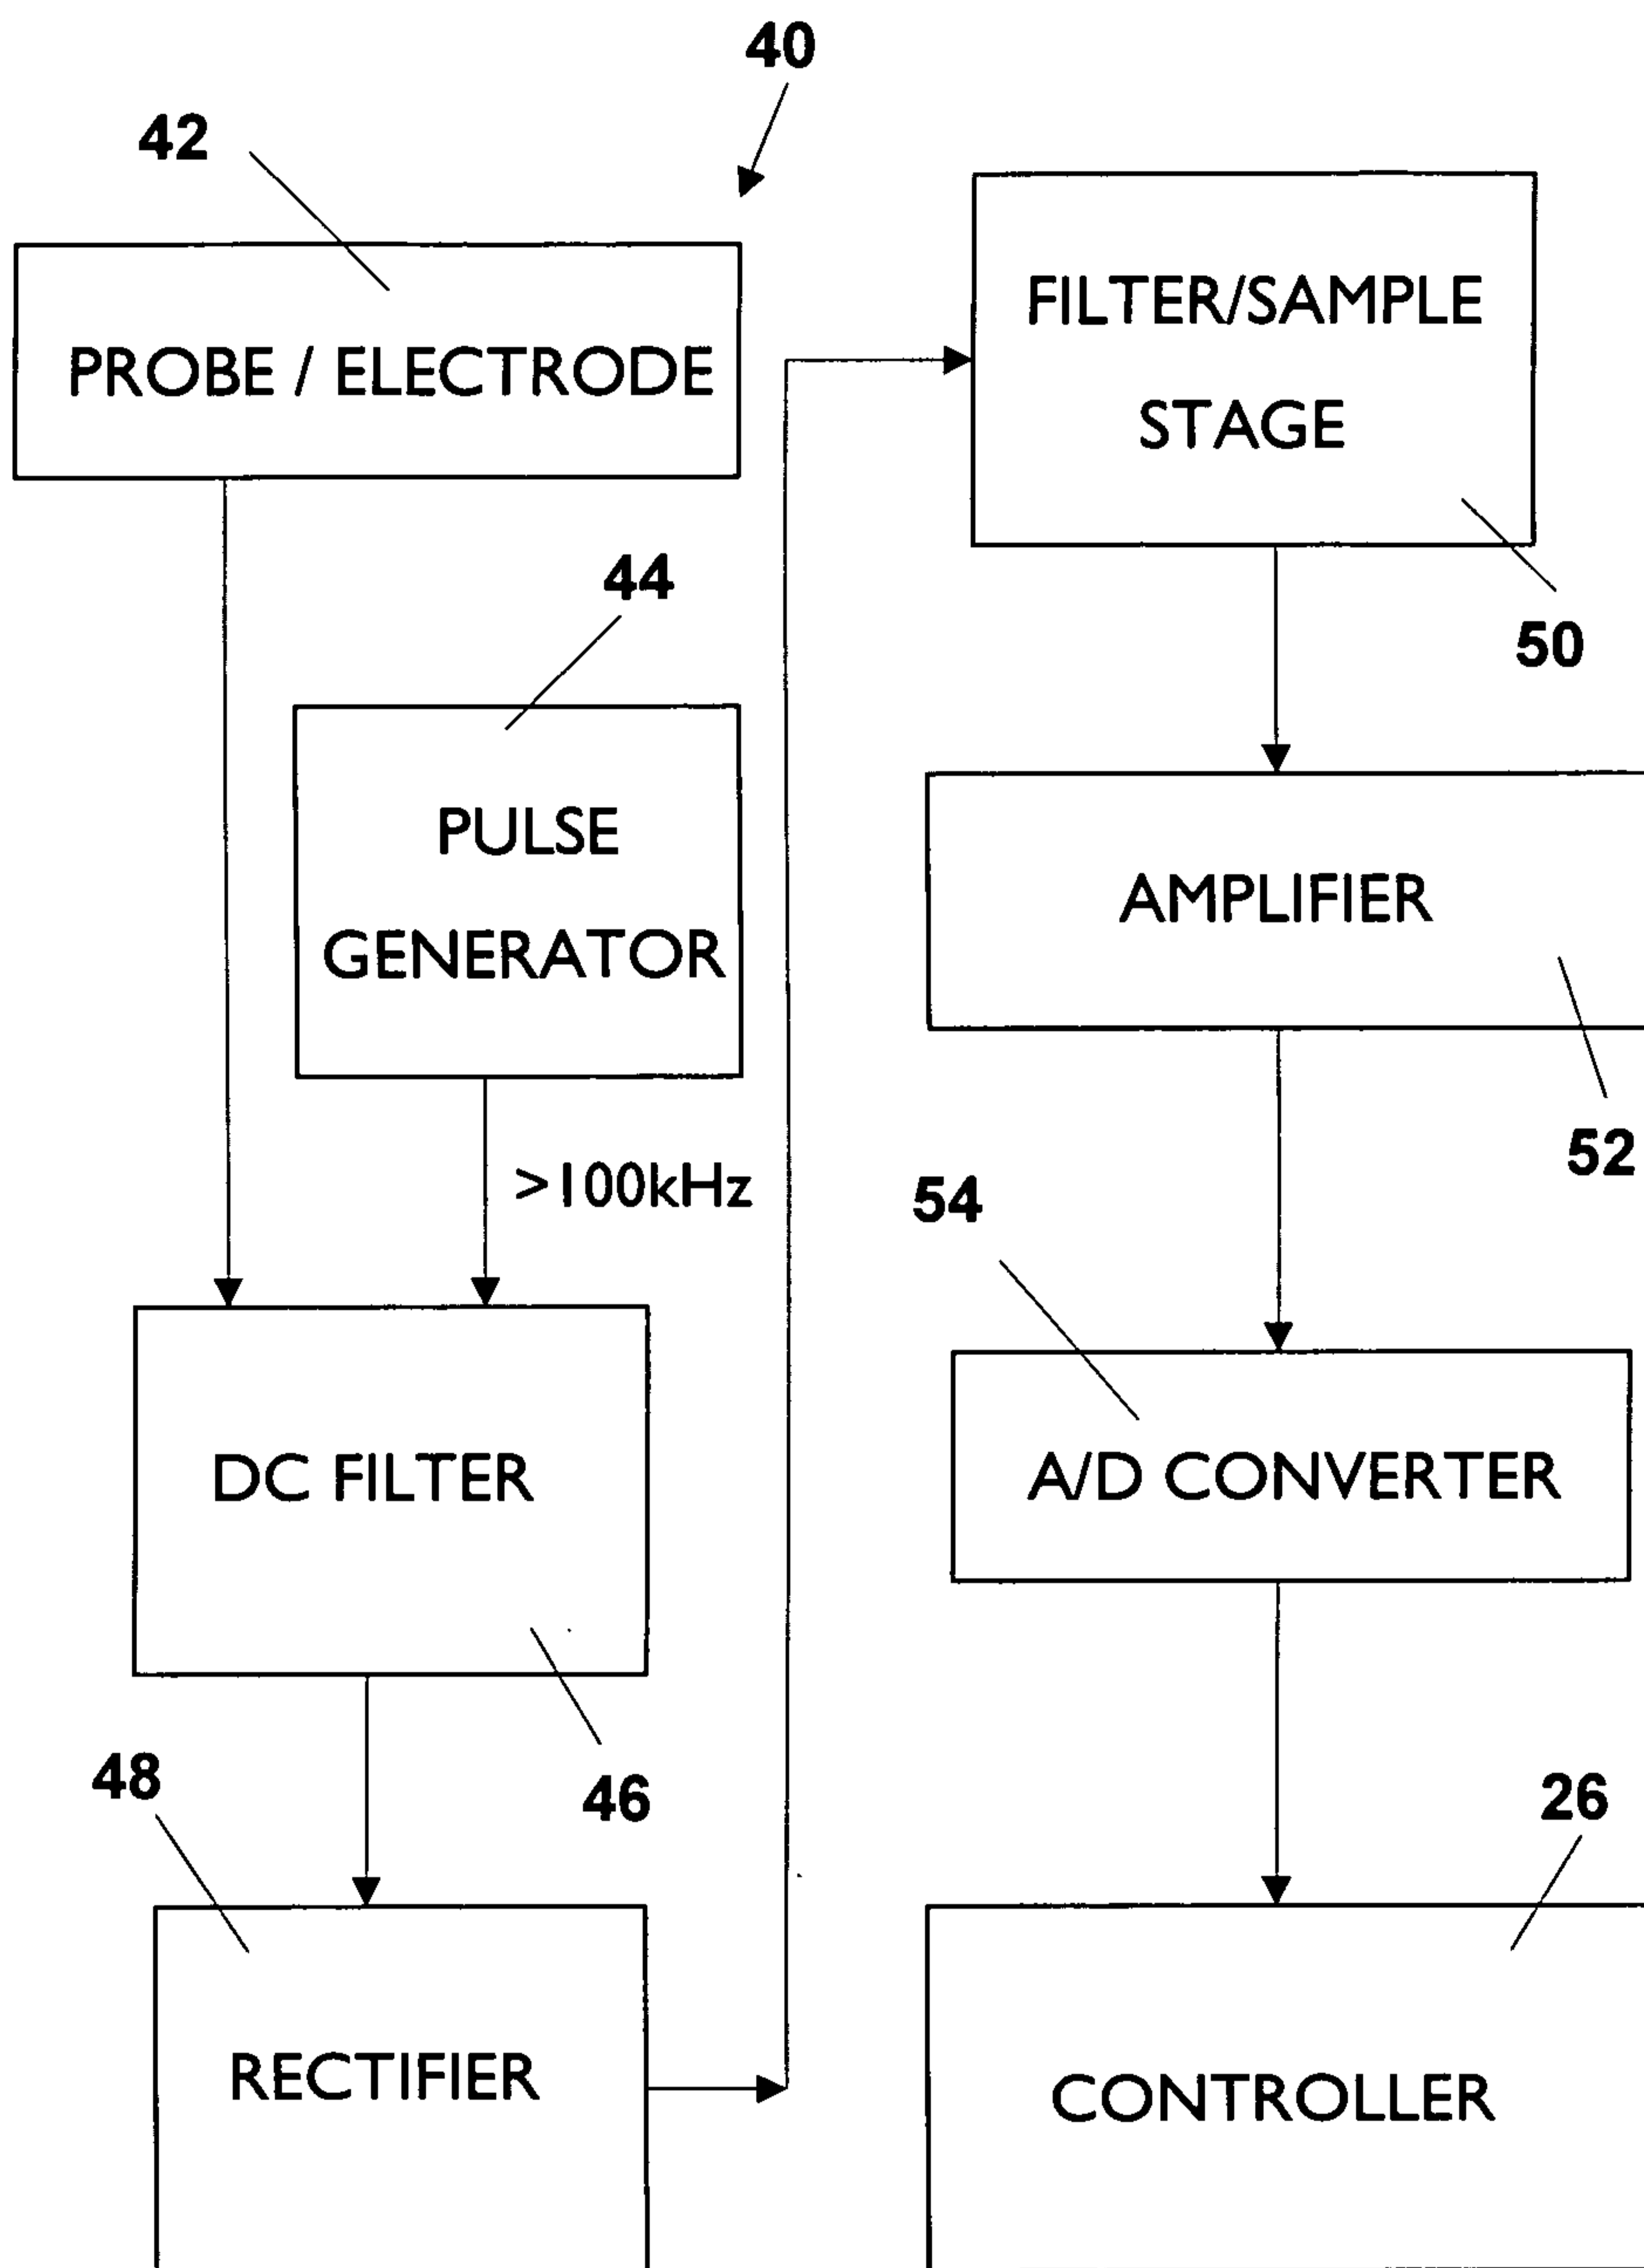 40
42
PROBE / ELECTRODE
FILTER/SAMPLE
STAGE
50
44
PULSE
GENERATOR
>100kHz
AMPLIFIER
52
54
DC FILTER
46
A/D CONVERTER
48
RECTIFIER
26
CONTROLLER